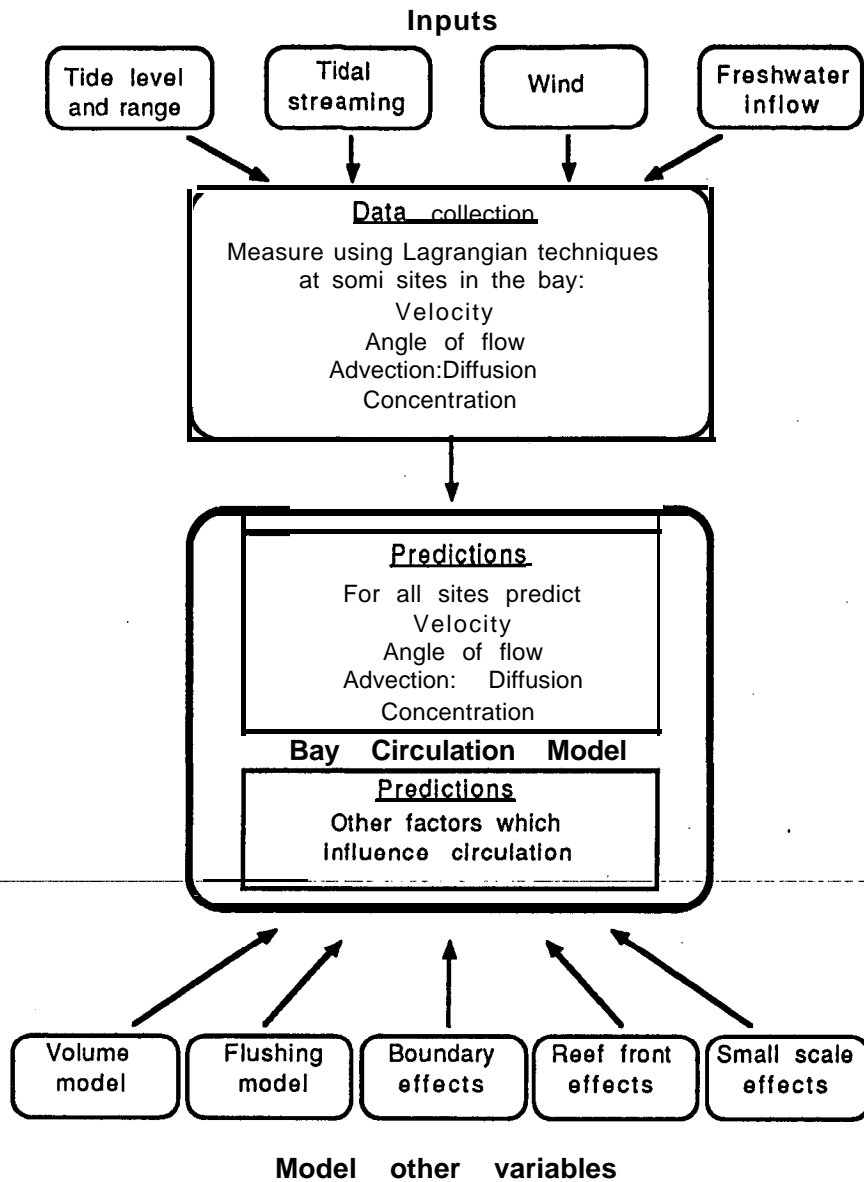 Inputs
Tide level
and range
Tidal
streaming
Wind
Freshwater
inflow
Data collection
Measure using Lagrangian techniques
at somi sites in the bay:
Velocity
Angle of flow
Advection:Diffusion
Concentration
Predictions
For all sites predict
Velocity
Angle of flow
Advection: Diffusion
Concentration
Bay Circulation Model
Predictions
Other factors which
influence circulation
Volume
model
Flushing
model
Boundary
effects
Reef front
effects
Small scale
effects
Model other variables